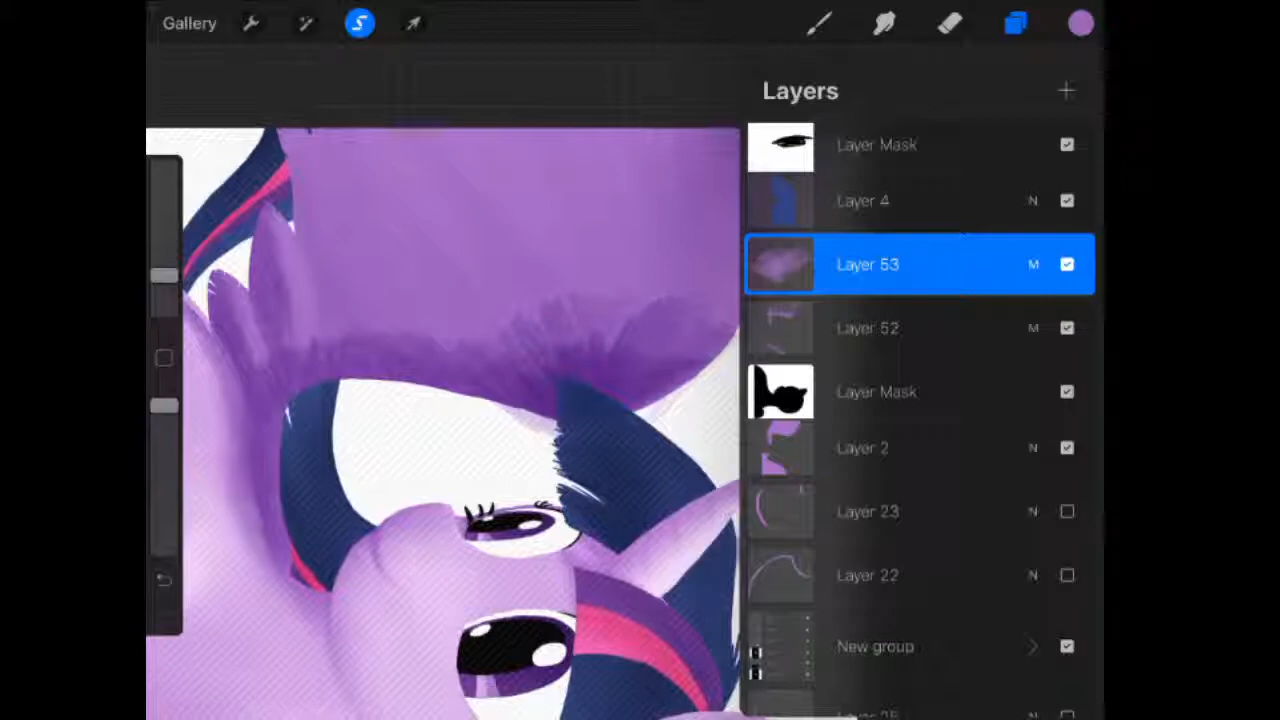 Gallery
Layers
Layer Mask
Layer 4 N
Layer 53 M
Layer 52 M
Layer Mask
Layer 2 N
Layer 23 N
Layer 22 N
New group